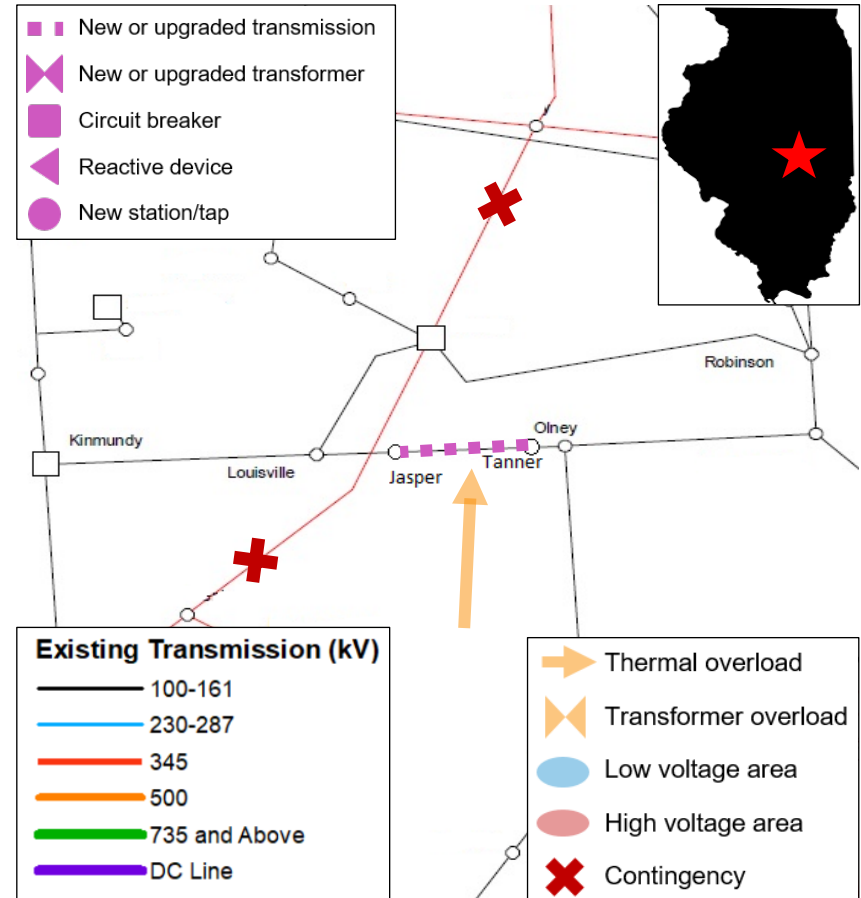 New or upgraded transmission
New or upgraded transformer
Circuit breaker
Reactive device
New station/tap
Robinson
Kinmundy
Olney
Louisville
Jasper
Tanner
Existing Transmission (kV)
100-161
230-287
345
500
735 and Above
DC Line
Thermal overload
Transformer overload
Low voltage area
High voltage area
Contingency